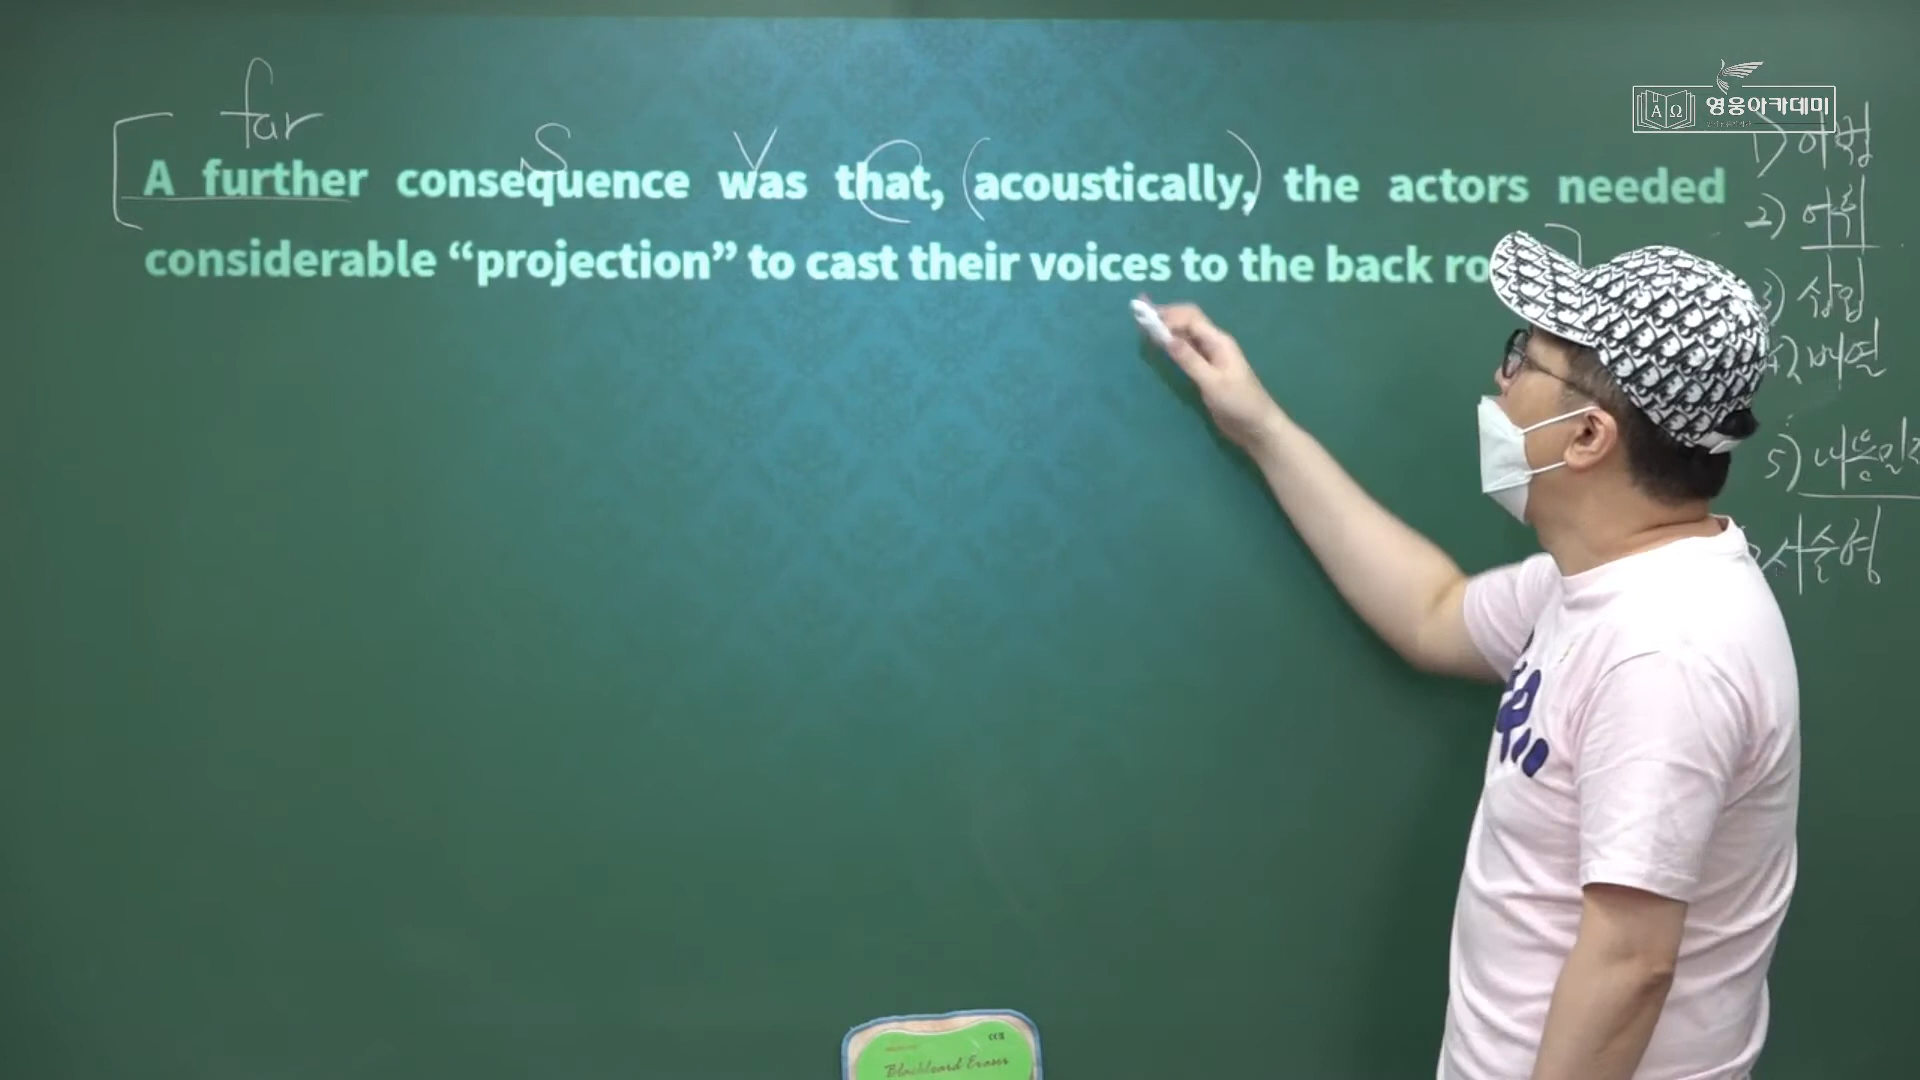 far
S V
A further consequence was that, (acoustically,) the actors needed
considerable “projection” to cast their voices to the back ro
영웅아카데미
A Ω
1) 어법
2) 어휘
3) 삽입
4) 배열
5) 내용일치
서술형
Blackboard Eraser